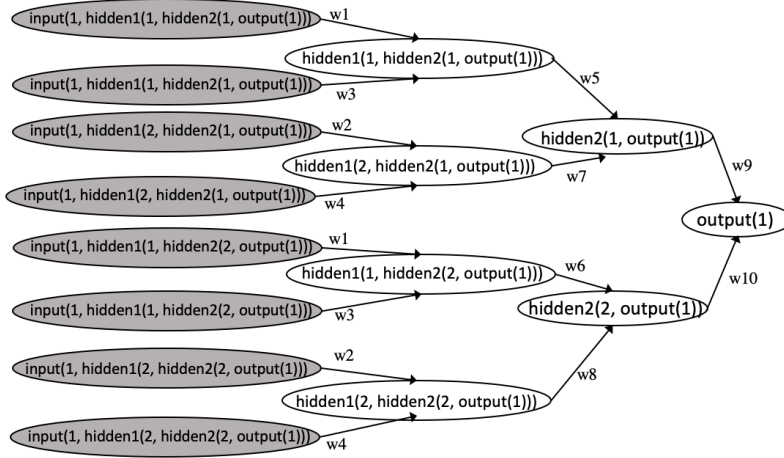 input(1, hidden1(1, hidden2(1, output(1)))
w1
hidden1(1, hidden2(1, output(1)))
input(1, hidden1(1, hidden2(1, output(1)))
w3
w5
input(1, hidden1(2, hidden2(1, output(1)))
w2
hidden2(1, output(1))
hidden1(2, hidden2(1, output(1)))
w7
w9
input(1, hidden1(2, hidden2(1, output(1)))
w4
output(1)
input(1, hidden1(1, hidden2(2, output(1)))
w1
hidden1(1, hidden2(2, output(1)))
w6
w10
input(1, hidden1(1, hidden2(2, output(1)))
w3
hidden2(2, output(1))
input(1, hidden1(2, hidden2(2, output(1)))
w2
w8
hidden1(2, hidden2(2, output(1)))
input(1, hidden1(2, hidden2(2, output(1)))
w4